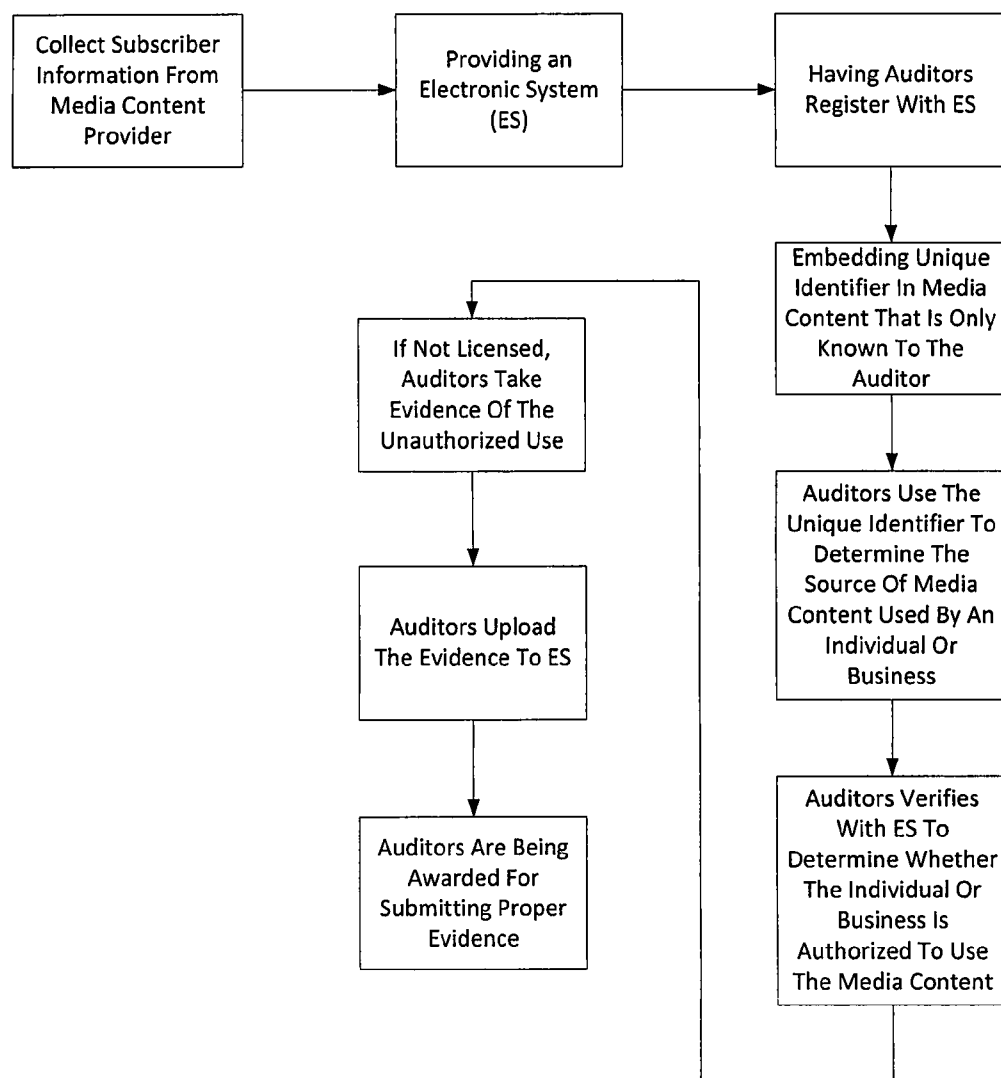 Collect Subscriber
Information From
Media Content
Provider
Providing an
Electronic System
(ES)
Having Auditors
Register With ES
Embedding Unique
Identifier In Media
Content That Is Only
Known To The
Auditor
Auditors Use The
Unique Identifier To
Determine The
Source Of Media
Content Used By An
Individual Or
Business
Auditors Verifies
With ES To
Determine Whether
The Individual Or
Business Is
Authorized To Use
The Media Content
If Not Licensed,
Auditors Take
Evidence Of The
Unauthorized Use
Auditors Upload
The Evidence To ES
Auditors Are Being
Awarded For
Submitting Proper
Evidence